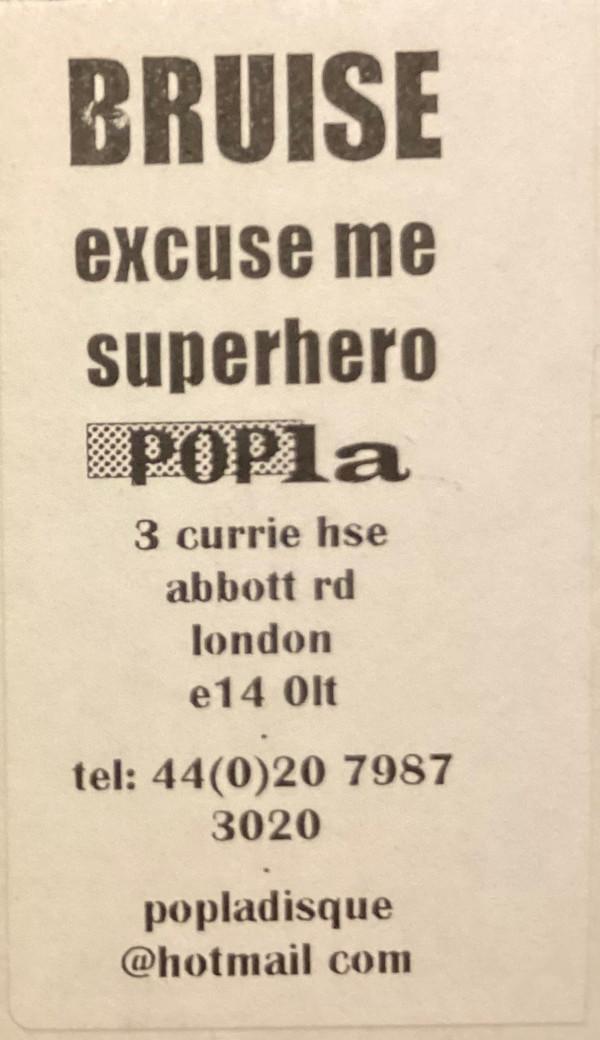 BRUISE
excuse me
superhero
POPla
3 currie hse
abbott rd
london
e14 0lt
.
tel: 44(0)20 7987
3020
.
popladisque
@hotmail com